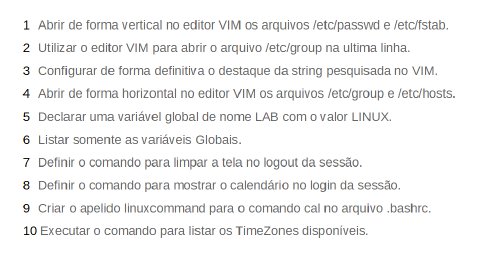 1 Abrir de forma vertical no editor VIM os arquivos /etc/passwd e /etc/fstab.
2 Utilizar o editor VIM para abrir o arquivo /etc/group na ultima linha.
3 Configurar de forma definitiva o destaque da string pesquisada no VIM.
4 Abrir de forma horizontal no editor VIM os arquivos /etc/group e /etc/hosts.
5 Declarar uma variável global de nome LAB com o valor LINUX.
6 Listar somente as variáveis Globais.
7 Definir o comando para limpar a tela no logout da sessão.
8 Definir o comando para mostrar o calendário no login da sessão.
9 Criar o apelido linuxcommand para o comando cal no arquivo .bashrc.
10 Executar o comando para listar os TimeZones disponíveis.